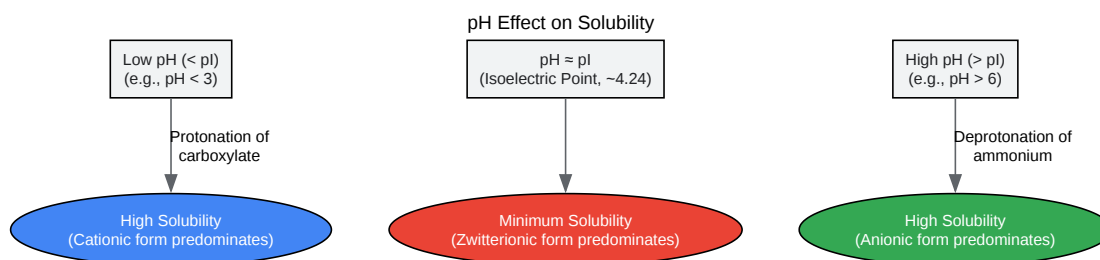 pH Effect on Solubility
Low pH (< pI)
(e.g., pH < 3)
pH ≈ pI
(Isoelectric Point, ~4.24)
High pH (> pI)
(e.g., pH > 6)
Protonation of
carboxylate
Deprotonation of
ammonium
High Solubility
(Cationic form predominates)
Minimum Solubility
(Zwitterionic form predominates)
High Solubility
(Anionic form predominates)